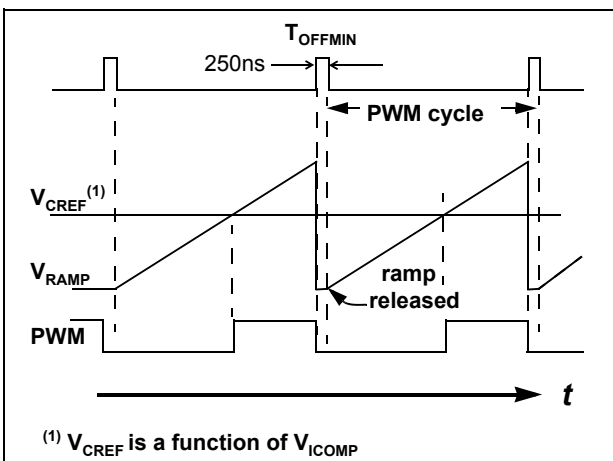 TOFFMIN
250ns
PWM cycle
VCREF(1)
VRAMP
ramp
released
PWM
t
(1) VCREF is a function of VICOMP